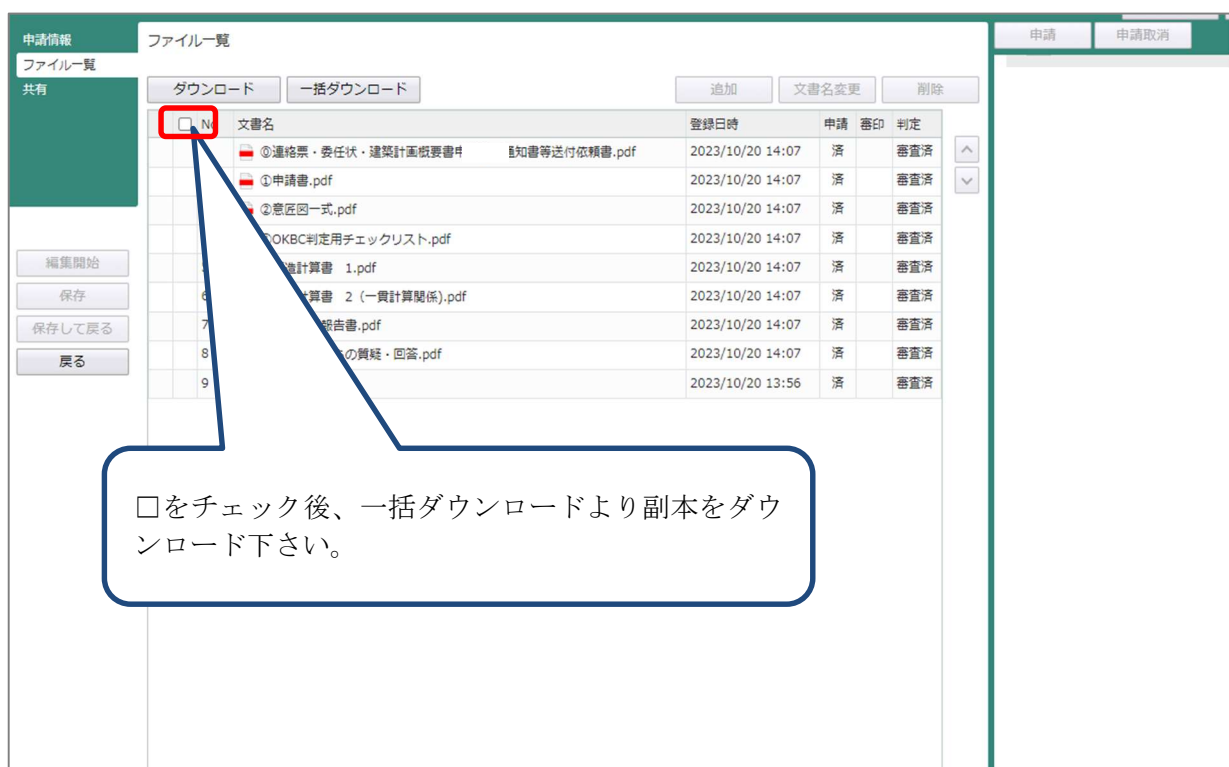 申請情報
ファイル一覧
共有
編集開始
保存
保存して戻る
戻る
ファイル一覧
ダウンロード 一括ダウンロード 追加 文書名変更 削除
文書名 登録日時 申請 審印 判定
⓪連絡票・委任状・建築計画概要書 知書等送付依頼書.pdf 2023/10/20 14:07 済 審査済
①申請書.pdf 2023/10/20 14:07 済 審査済
②意匠図一式.pdf 2023/10/20 14:07 済 審査済
OKBC判定用チェックリスト.pdf 2023/10/20 14:07 済 審査済
計算書 1.pdf 2023/10/20 14:07 済 審査済
算書 2（一貫計算関係).pdf 2023/10/20 14:07 済 審査済
7 報告書.pdf 2023/10/20 14:07 済 審査済
8 の質疑・回答.pdf 2023/10/20 14:07 済 審査済
9 2023/10/20 13:56 済 審査済
□をチェック後、一括ダウンロードより副本をダウ
ンロード下さい。
申請 申請取消